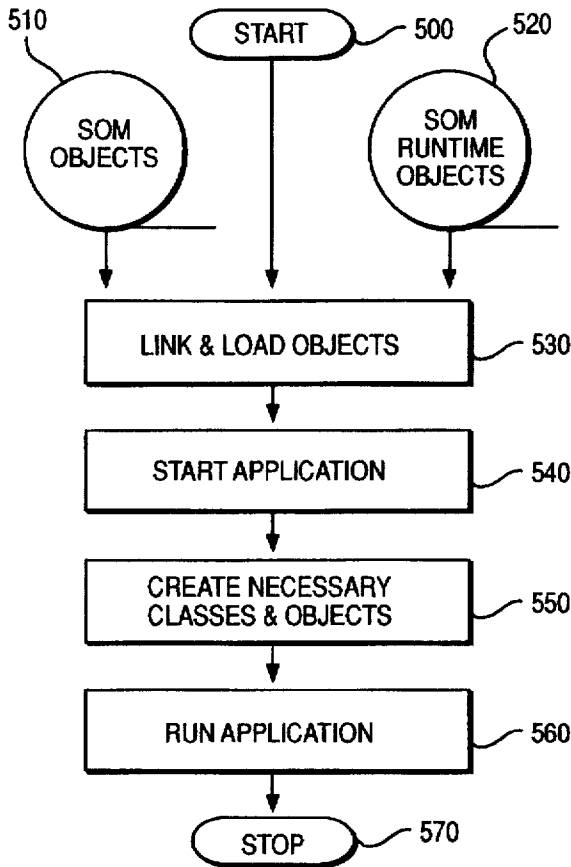 510
START
500
520
SOM
OBJECTS
SOM
RUNTIME
OBJECTS
LINK & LOAD OBJECTS
530
START APPLICATION
540
CREATE NECESSARY
CLASSES & OBJECTS
550
RUN APPLICATION
560
STOP
570